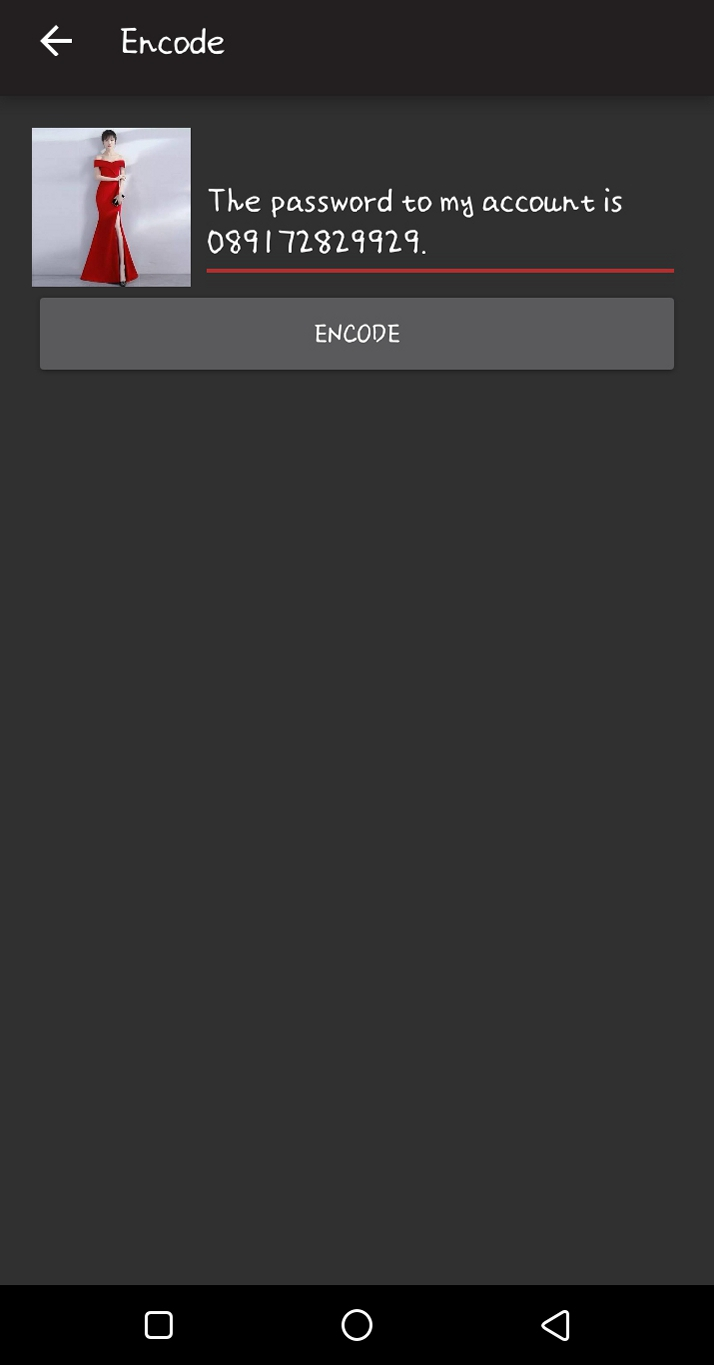 Encode
The password to my account is
089172829929.
ENCODE